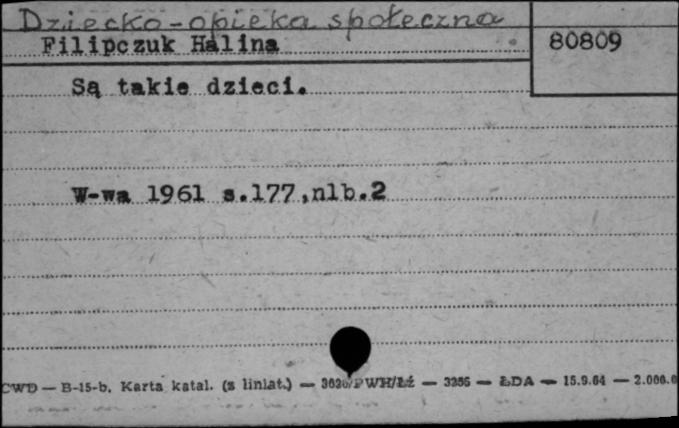 Dziecko - opieka społeczna
Filipczuk Halina
80809
Są takie dzieci.
W-wa 1961 s.177,nlb.2
CWD — B-15-b. Karta katal. (z liniat.) — 3620/PWH/Łź — 3255 — ŁDA — 15.9.64 — 2.000.0